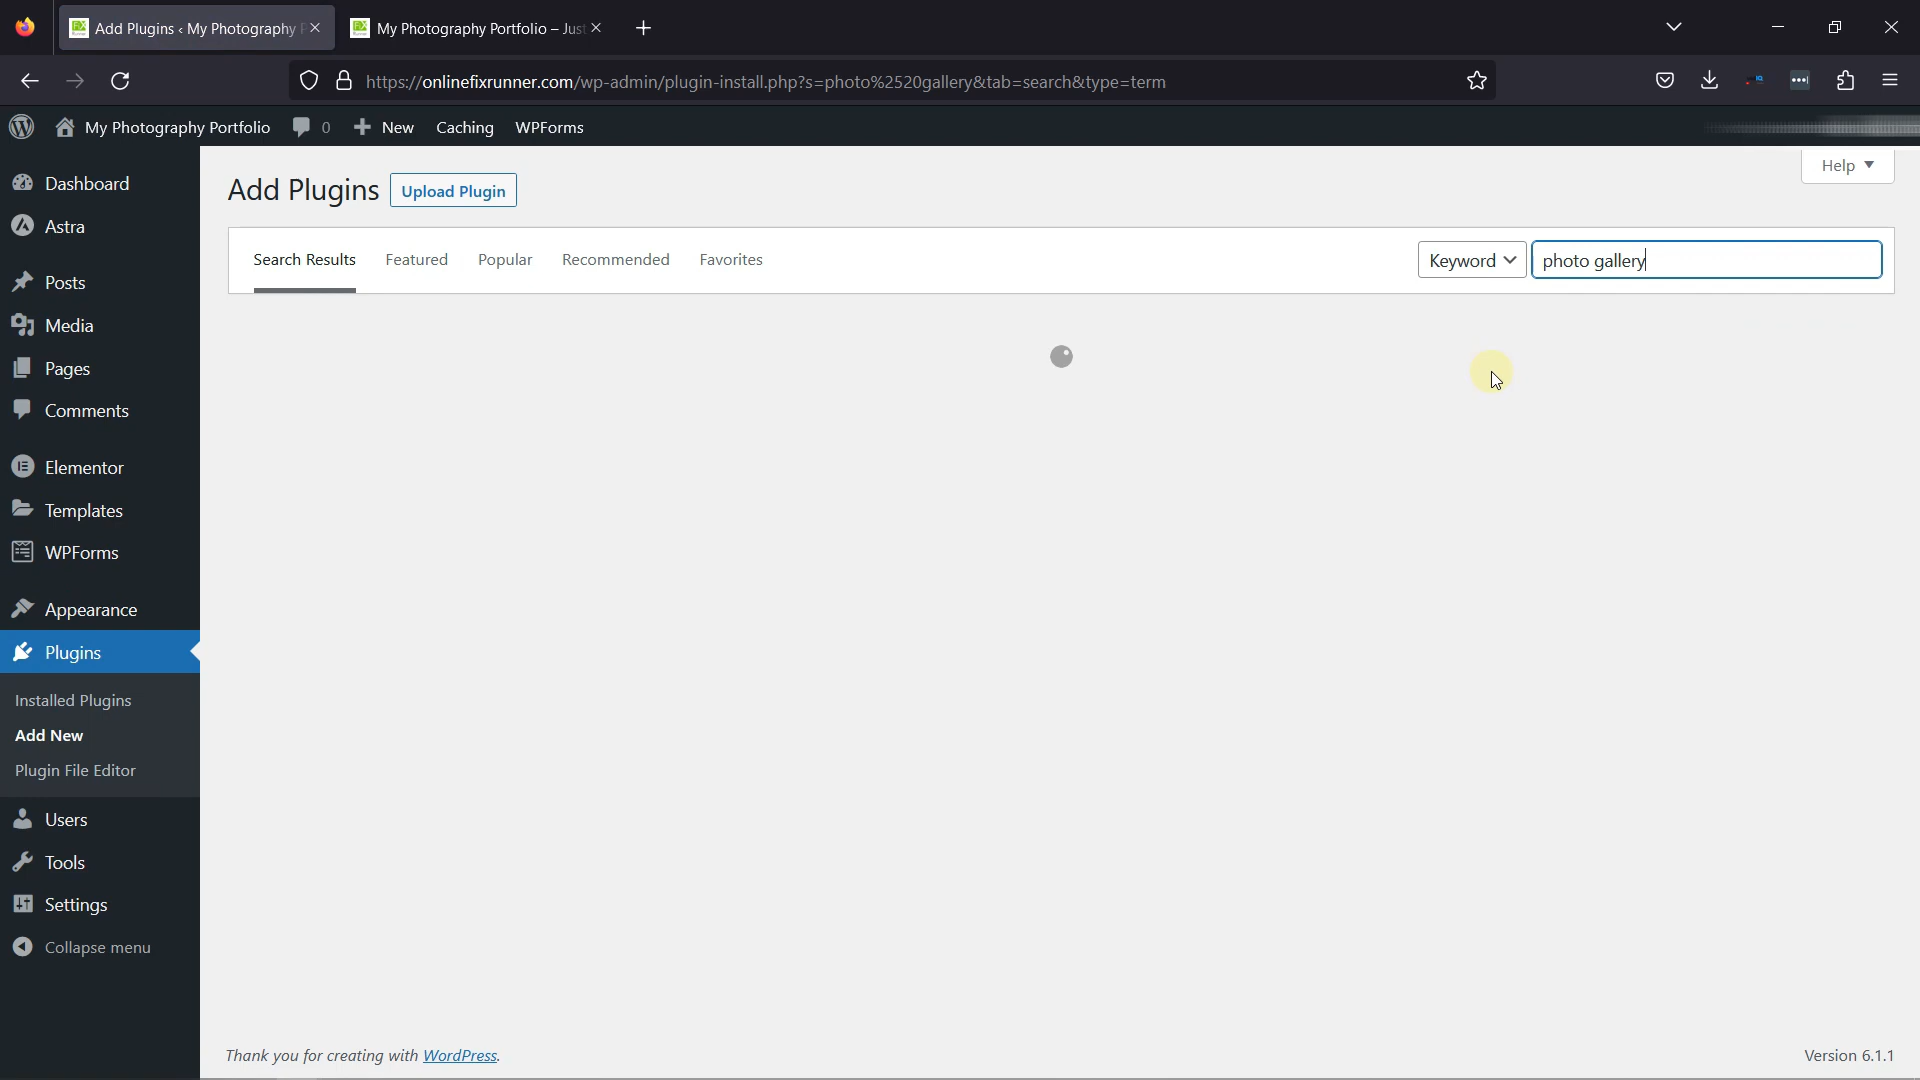 Add Plugins ‹ My Photography P
My Photography Portfolio – Just
https://onlinefixrunner.com/wp-admin/plugin-install.php?s=photo%2520gallery&tab=search&type=term
My Photography Portfolio
0
New
Caching
WPForms
Help
Dashboard
Astra
Posts
Media
Pages
Comments
Elementor
Templates
WPForms
Appearance
Plugins
Installed Plugins
Add New
Plugin File Editor
Users
Tools
Settings
Collapse menu
Add Plugins
Upload Plugin
Search Results
Featured
Popular
Recommended
Favorites
Keyword
photo gallery
Thank you for creating with WordPress.
Version 6.1.1